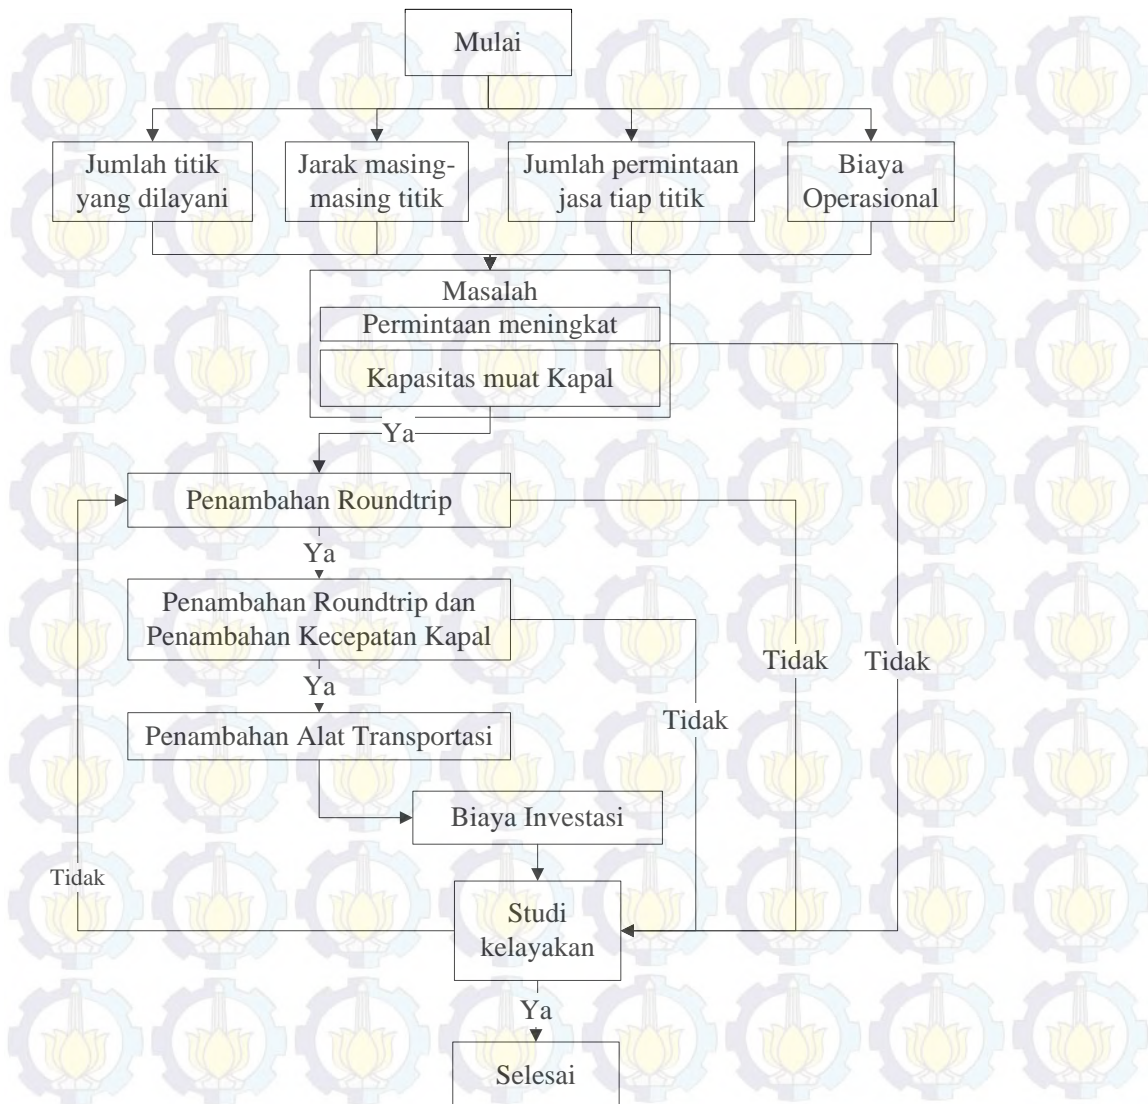 Mulai
Jumlah titik
yang dilayani
Jarak masing-
masing titik
Jumlah permintaan
jasa tiap titik
Biaya
Operasional
Masalah
Permintaan meningkat
Kapasitas muat Kapal
Ya
Penambahan Roundtrip
Ya
Penambahan Roundtrip dan
Penambahan Kecepatan Kapal
Tidak
Tidak
Ya
Tidak
Penambahan Alat Transportasi
Biaya Investasi
Tidak
Studi
kelayakan
Ya
Selesai